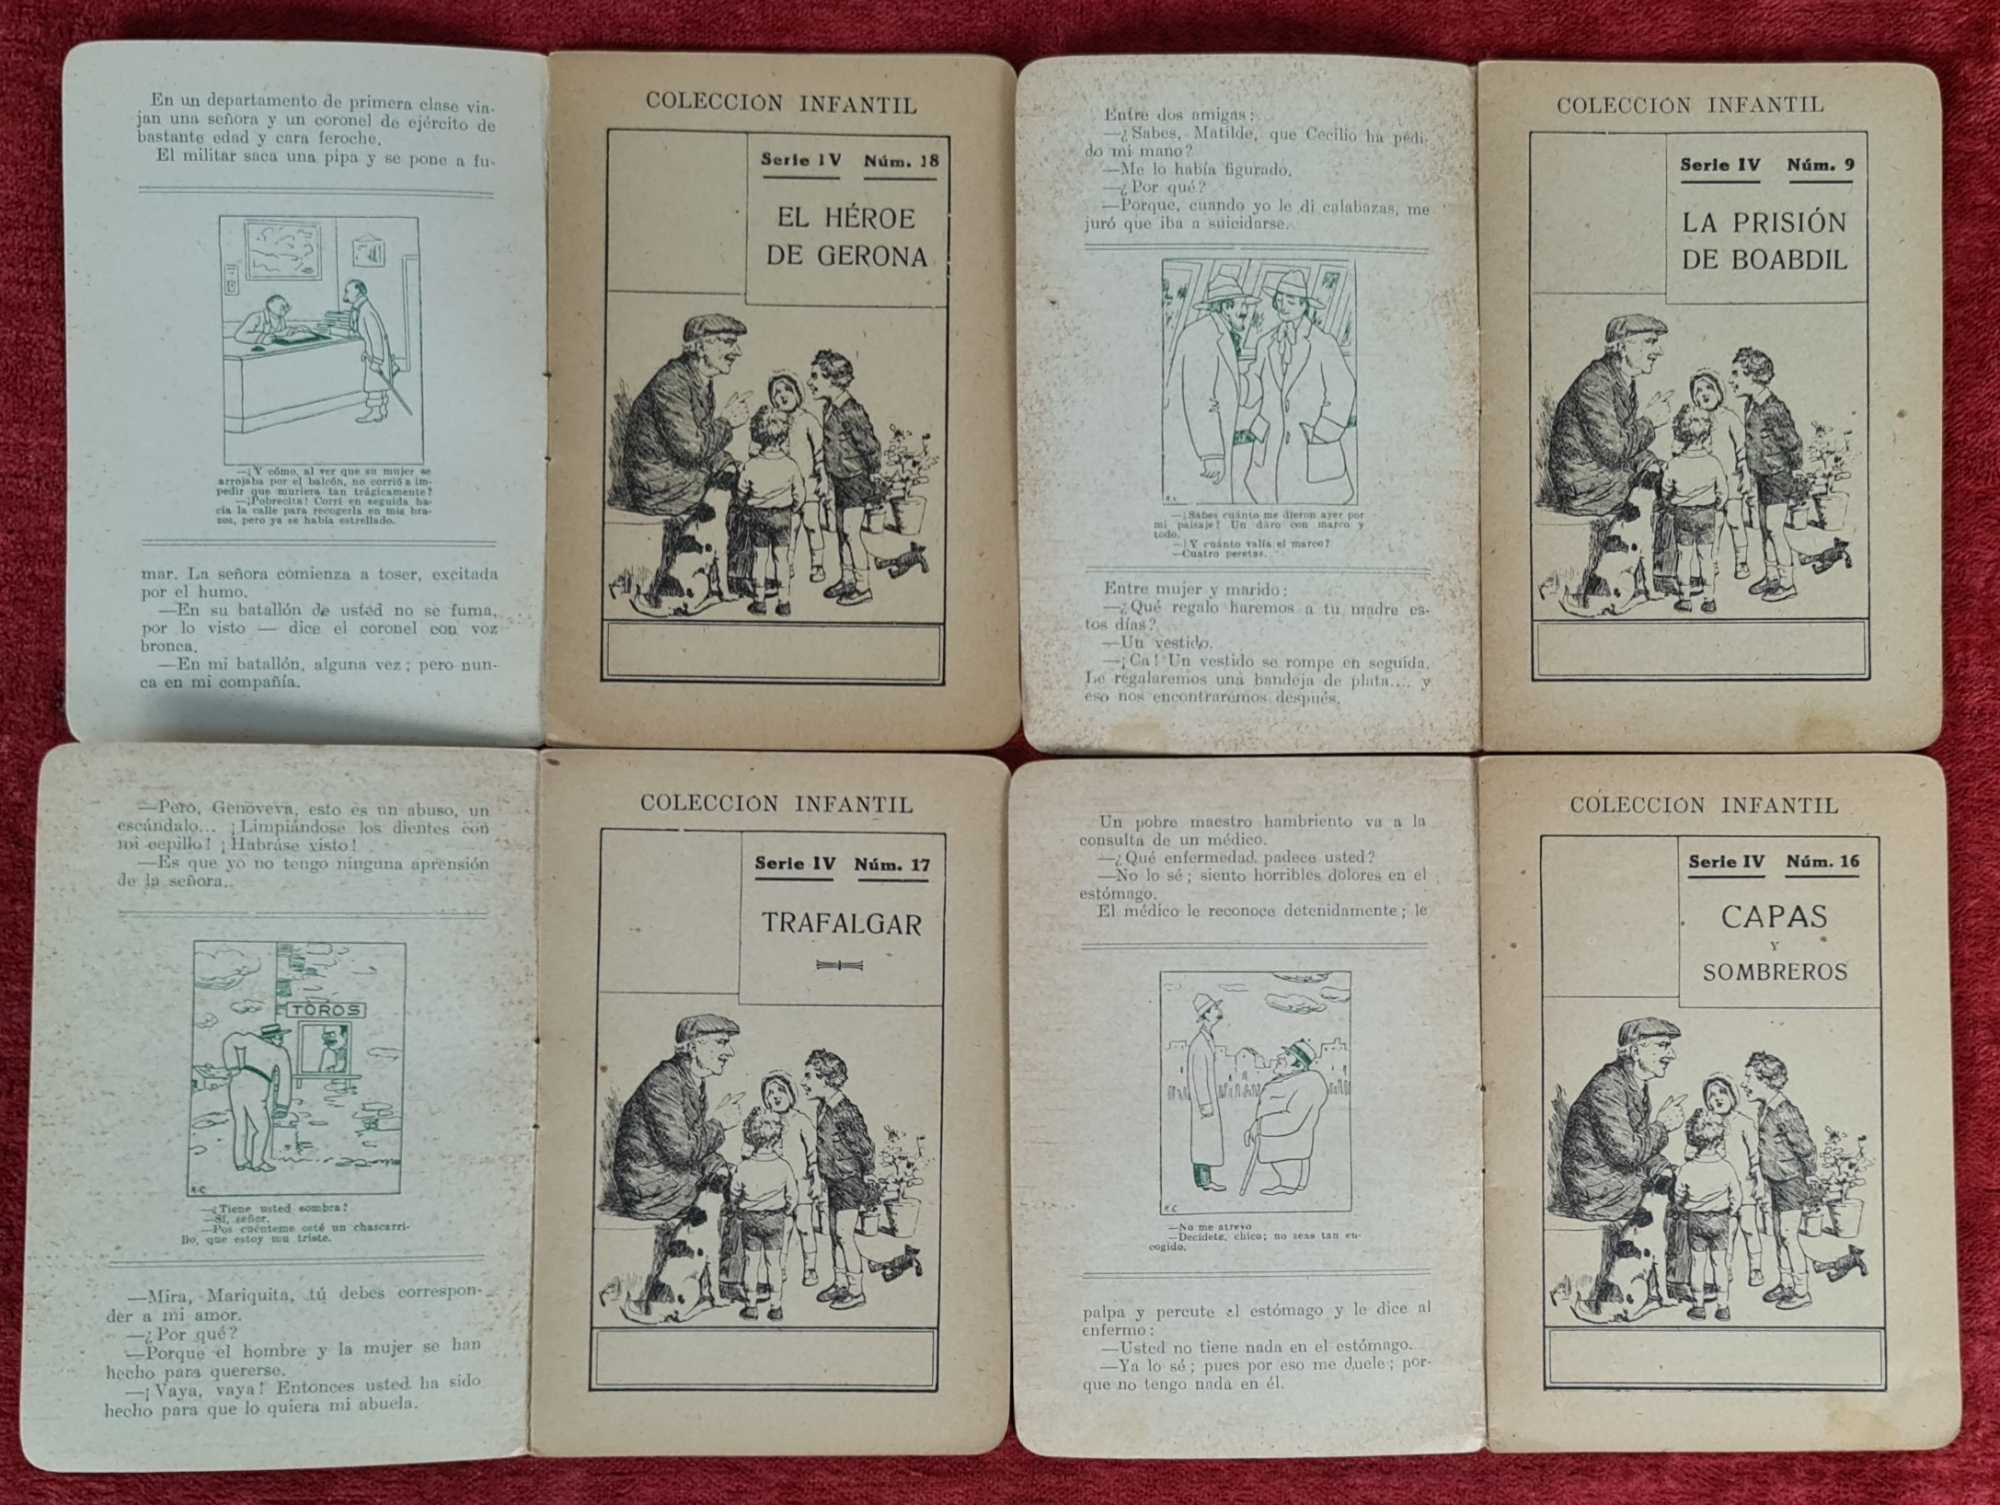 En un departamento de primera clase via-
jan una señora y un coronel de ejército de
bastante edad y cara feroche.
El militar saca una pipa y se pone a fu-
—¡Y cómo, al ver que su mujer se
arrojaba por el balcón, no corrió a im-
pedir que muriera tan trágicamente?
—¡Pobrecita! Corrí en seguida ha-
cia la calle para recogerla en mis bra-
zos, pero ya se había estrellado.
mar. La señora comienza a toser, excitada
por el humo.
—En su batallón de usted no se fuma,
por lo visto — dice el coronel con voz
bronca.
—En mi batallón, alguna vez; pero nun-
ca en mi compañía.
COLECCIÓN INFANTIL
Serie IV Núm. 18
EL HÉROE
DE GERONA
Entre dos amigas:
—¿Sabes, Matilde, que Cecilio ha pedi-
do mi mano?
—Me lo había figurado.
—¿Por qué?
—Porque, cuando yo le di calabazas, me
juró que iba a suicidarse.
—¡Sabes cuánto me dieron ayer por
mi paisaje? Un duro con marco y
todo.
—¡Y cuánto valía el marco?
—Cuatro pesetas.
Entre mujer y marido:
—¿Qué regalo haremos a tu madre es-
tos días?
—Un vestido.
—¡Ca! Un vestido se rompe en seguida.
Le regalaremos una bandeja de plata.... y
eso nos encontraremos después.
COLECCIÓN INFANTIL
Serie IV Núm. 9
LA PRISIÓN
DE BOABDIL
—Pero, Genoveva, esto es un abuso, un
escándalo... ¡Limpiándose los dientes con
mi cepillo! ¡Habráse visto!
—Es que yo no tengo ninguna aprensión
de la señora..
TOROS
K C
—¿Tiene usted sombra?
—Sí, señor.
—Pos cuénteme osté un chascarri-
llo, que estoy mu triste.
—Mira, Mariquita, tú debes correspon-
der a mi amor.
—¿Por qué?
—Porque el hombre y la mujer se han
hecho para quererse.
—¡Vaya, vaya! Entonces usted ha sido
hecho para que lo quiera mi abuela.
COLECCIÓN INFANTIL
Serie IV Núm. 17
TRAFALGAR
Un pobre maestro hambriento va a la
consulta de un médico.
—¿Qué enfermedad padece usted?
—No lo sé; siento horribles dolores en el
estómago.
El médico le reconoce detenidamente; le
K C
—No me atrevo
—Decídete, chico; no seas tan en-
cogido.
palpa y percute el estómago y le dice al
enfermo:
—Usted no tiene nada en el estómago.
—Ya lo sé; pues por eso me duele; por-
que no tengo nada en él.
COLECCIÓN INFANTIL
Serie IV Núm. 16
CAPAS
Y
SOMBREROS